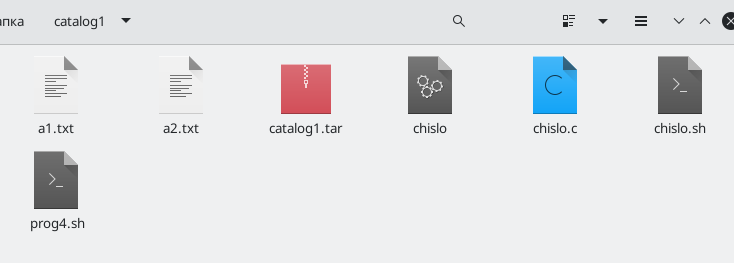 апка catalog1
a1.txt a2.txt catalog1.tar chislo chislo.c chislo.sh
prog4.sh